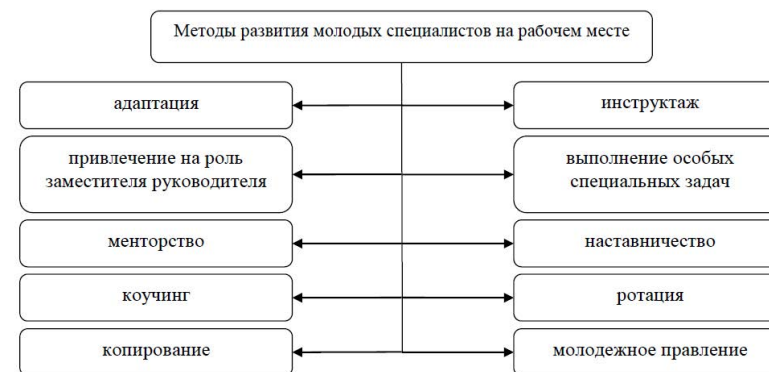 Методы развития молодых специалистов на рабочем месте
адаптация
инструктаж
привлечение на роль
заместителя руководителя
выполнение особых
специальных задач
менторство
наставничество
коучинг
ротация
копирование
молодежное правление